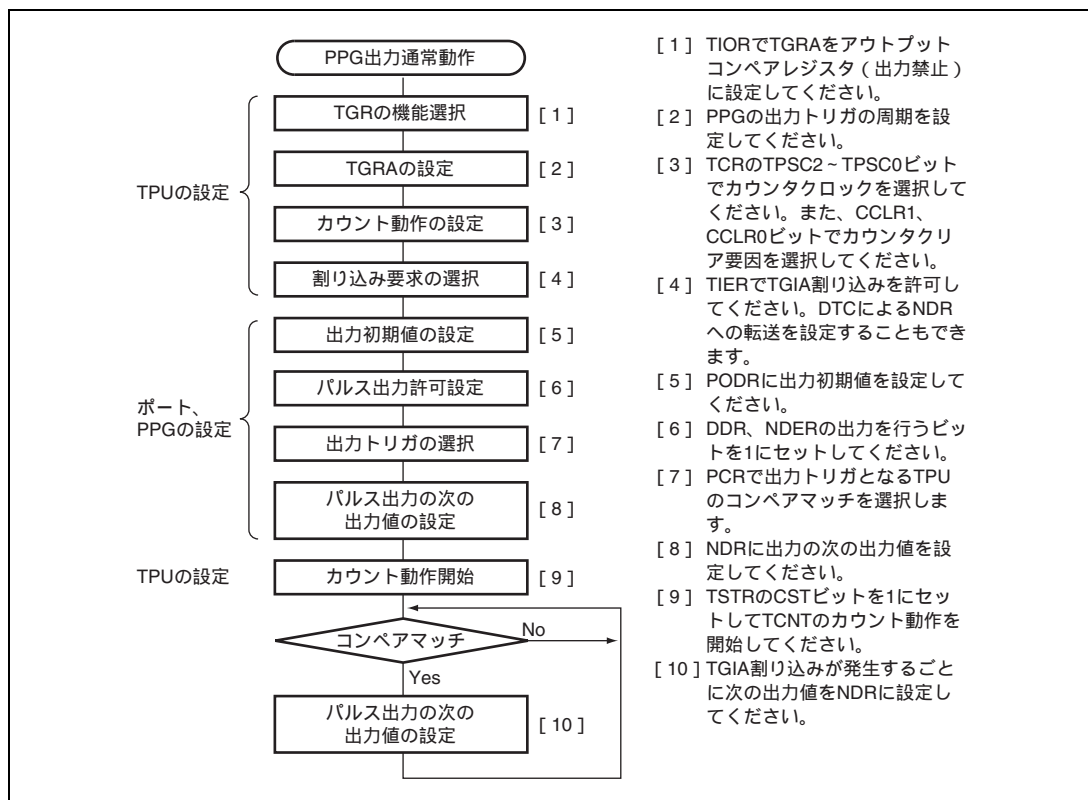 PPG出力通常動作
TPUの設定
TGRの機能選択
[ 1 ]
TGRAの設定
[ 2 ]
カウント動作の設定
[ 3 ]
割り込み要求の選択
[ 4 ]
ポート、
PPGの設定
出力初期値の設定
[ 5 ]
パルス出力許可設定
[ 6 ]
出力トリガの選択
[ 7 ]
パルス出力の次の
出力値の設定
[ 8 ]
TPUの設定
カウント動作開始
[ 9 ]
コンペアマッチ
No
Yes
パルス出力の次の
出力値の設定
[ 10 ]
[ 1 ] TIORでTGRAをアウトプット
コンペアレジスタ(出力禁止)
に設定してください。
[ 2 ] PPGの出力トリガの周期を設
定してください。
[ 3 ] TCRのTPSC2~TPSC0ビット
でカウンタクロックを選択して
ください。また、CCLR1、
CCLR0ビットでカウンタクリ
ア要因を選択してください。
[ 4 ] TIERでTGIA割り込みを許可し
てください。DTCによるNDR
への転送を設定することもでき
ます。
[ 5 ] PODRに出力初期値を設定して
ください。
[ 6 ] DDR、NDERの出力を行うビッ
トを1にセットしてください。
[ 7 ] PCRで出力トリガとなるTPU
のコンペアマッチを選択しま
す。
[ 8 ] NDRに出力の次の出力値を設
定してください。
[ 9 ] TSTRのCSTビットを1にセッ
トしてTCNTのカウント動作を
開始してください。
[ 10 ] TGIA割り込みが発生するごと
に次の出力値をNDRに設定し
てください。